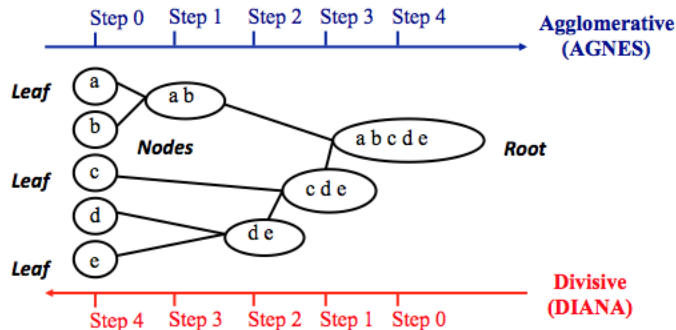 Step 0 Step 1 Step 2 Step 3 Step 4
Agglomerative
(AGNES)
Leaf
a
a b
b
Nodes
a b c d e
Root
Leaf
c
c d e
d
d e
Leaf
e
Step 4 Step 3 Step 2 Step 1 Step 0
Divisive
(DIANA)